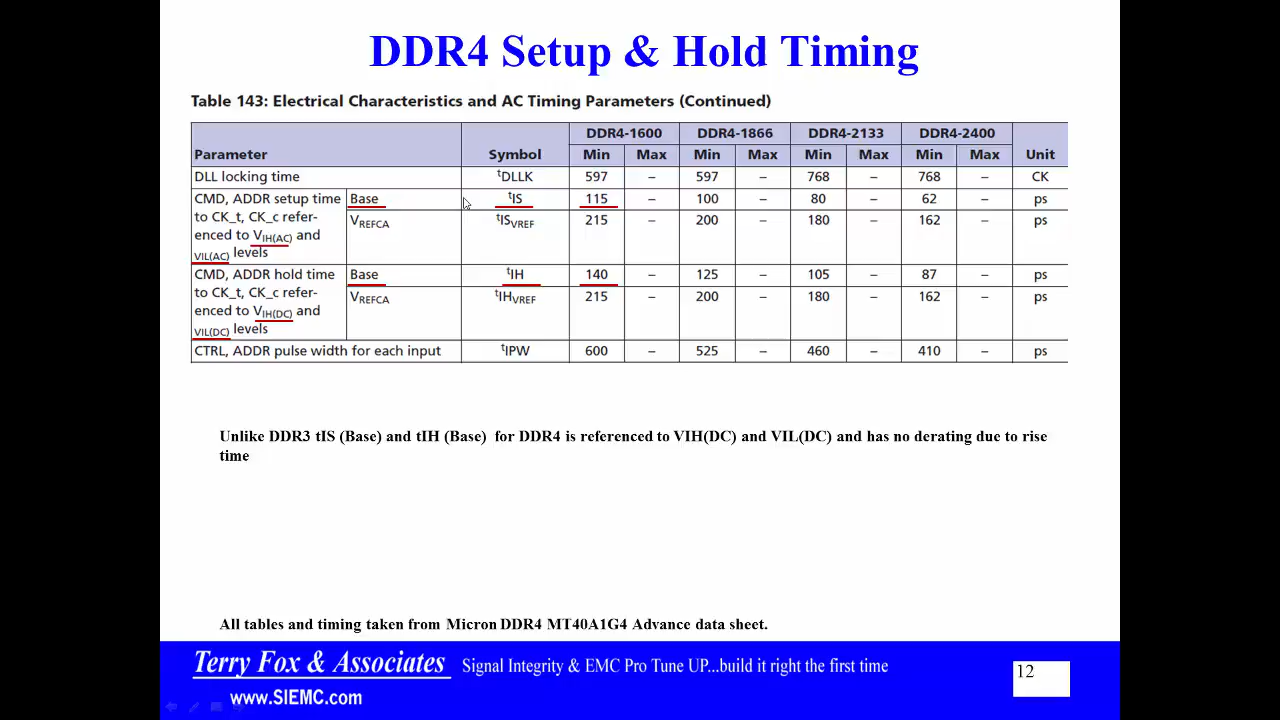 DDR4 Setup & Hold Timing
Table 143: Electrical Characteristics and AC Timing Parameters (Continued)
DDR4-1600 DDR4-1866 DDR4-2133 DDR4-2400
Parameter Symbol Min Max Min Max Min Max Min Max Unit
DLL locking time tDLLK 597 – 597 – 768 – 768 – CK
CMD, ADDR setup time Base tIS 115 – 100 – 80 – 62 – ps
to CK_t, CK_c refer- VREFCA tISVREF 215 – 200 – 180 – 162 – ps
enced to VIH(AC) and
VIL(AC) levels
CMD, ADDR hold time Base tIH 140 – 125 – 105 – 87 – ps
to CK_t, CK_c refer- VREFCA tIHVREF 215 – 200 – 180 – 162 – ps
enced to VIH(DC) and
VIL(DC) levels
CTRL, ADDR pulse width for each input tIPW 600 – 525 – 460 – 410 – ps
Unlike DDR3 tIS (Base) and tIH (Base) for DDR4 is referenced to VIH(DC) and VIL(DC) and has no derating due to rise
time
All tables and timing taken from Micron DDR4 MT40A1G4 Advance data sheet.
Terry Fox & Associates Signal Integrity & EMC Pro Tune UP...build it right the first time
www.SIEMC.com
12